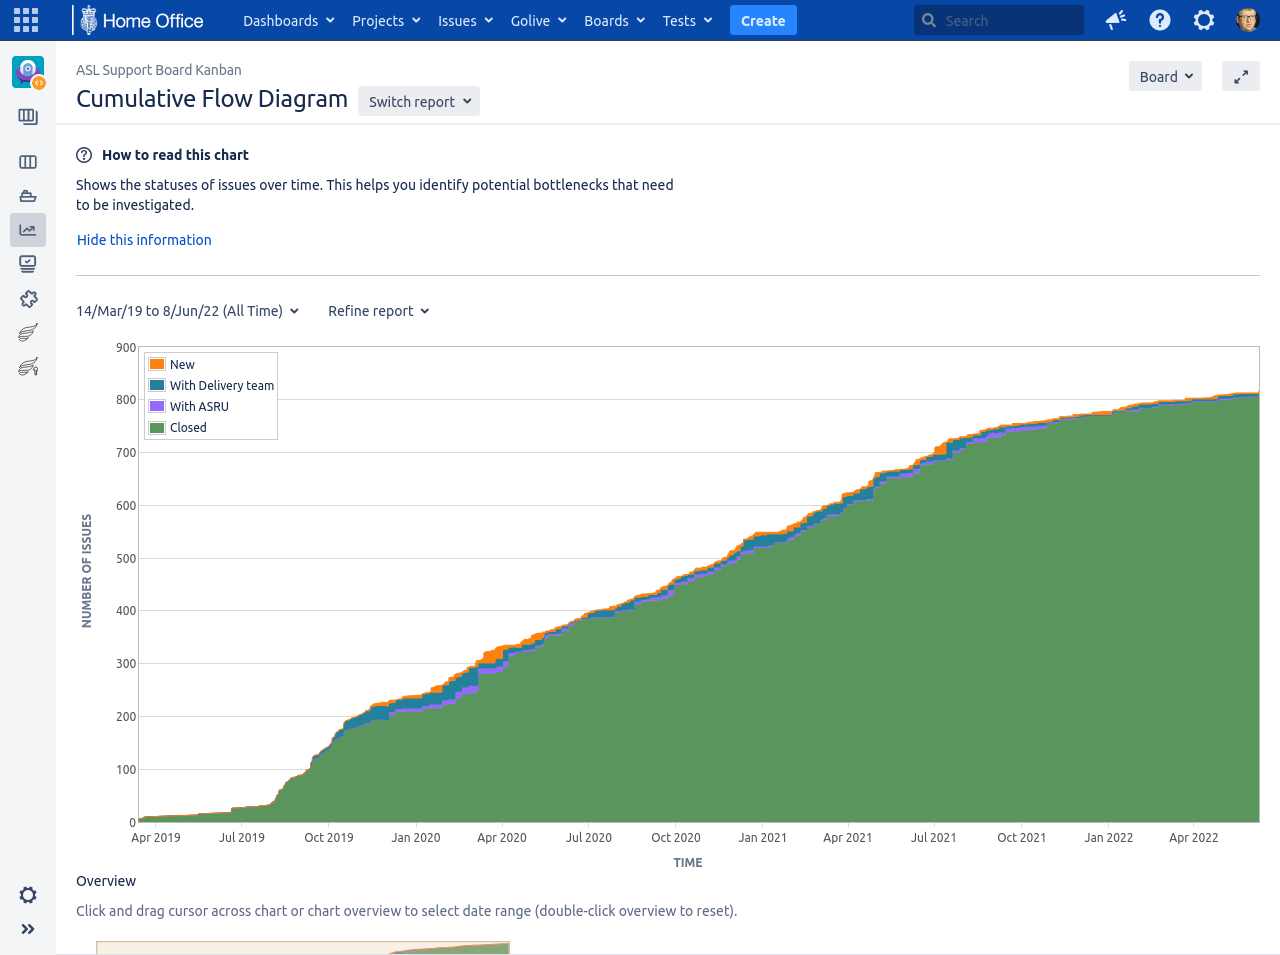 Home Office Dashboards Projects Issues Golive Boards Tests Create Search
ASL Support Board Kanban
Board
Cumulative Flow Diagram Switch report
How to read this chart
Shows the statuses of issues over time. This helps you identify potential bottlenecks that need
to be investigated.
Hide this information
14/Mar/19 to 8/Jun/22 (All Time) Refine report
New
With Delivery team
With ASRU
Closed
900
800
700
600
500
400
300
200
100
0
NUMBER OF ISSUES
Apr 2019 Jul 2019 Oct 2019 Jan 2020 Apr 2020 Jul 2020 Oct 2020 Jan 2021 Apr 2021 Jul 2021 Oct 2021 Jan 2022 Apr 2022
TIME
Overview
Click and drag cursor across chart or chart overview to select date range (double-click overview to reset).